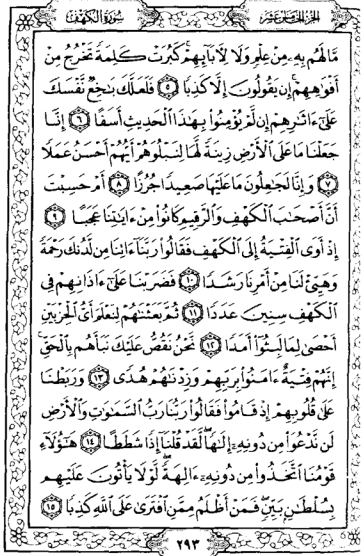 سُورَةُ الكَهْفِ الجزء الخامس عشر
مَّا لَهُم بِهِۦ مِنْ عِلْمٍ وَلَا لِأَبَآئِهِمْ كَبُرَتْ كَلِمَةً تَخْرُجُ مِنْ
أَفْوَٰهِهِمْ إِن يَقُولُونَ إِلَّا كَذِبًا ٥ فَلَعَلَّكَ بَٰخِعٌ نَّفْسَكَ
عَلَىٰٓ ءَاثَٰرِهِمْ إِن لَّمْ يُؤْمِنُوا۟ بِهَٰذَا ٱلْحَدِيثِ أَسَفًا ٦ إِنَّا
جَعَلْنَا مَا عَلَى ٱلْأَرْضِ زِينَةً لَّهَا لِنَبْلُوَهُمْ أَيُّهُمْ أَحْسَنُ عَمَلًا
٧ وَإِنَّا لَجَٰعِلُونَ مَا عَلَيْهَا صَعِيدًا جُرُزًا ٨ أَمْ حَسِبْتَ
أَنَّ أَصْحَٰبَ ٱلْكَهْفِ وَٱلرَّقِيمِ كَانُوا۟ مِنْ ءَايَٰتِنَا عَجَبًا ٩
إِذْ أَوَى ٱلْفِتْيَةُ إِلَى ٱلْكَهْفِ فَقَالُوا۟ رَبَّنَآ ءَاتِنَا مِن لَّدُنكَ رَحْمَةً
وَهَيِّئْ لَنَا مِنْ أَمْرِنَا رَشَدًا ١٠ فَضَرَبْنَا عَلَىٰٓ ءَاذَانِهِمْ فِى
ٱلْكَهْفِ سِنِينَ عَدَدًا ١١ ثُمَّ بَعَثْنَٰهُمْ لِنَعْلَمَ أَىُّ ٱلْحِزْبَيْنِ
أَحْصَىٰ لِمَا لَبِثُوٓا۟ أَمَدًا ١٢ نَّحْنُ نَقُصُّ عَلَيْكَ نَبَأَهُم بِٱلْحَقِّ
إِنَّهُمْ فِتْيَةٌ ءَامَنُوا۟ بِرَبِّهِمْ وَزِدْنَٰهُمْ هُدًى ١٣ وَرَبَطْنَا
عَلَىٰ قُلُوبِهِمْ إِذْ قَامُوا۟ فَقَالُوا۟ رَبُّنَا رَبُّ ٱلسَّمَٰوَٰتِ وَٱلْأَرْضِ
لَن نَّدْعُوَا۟ مِن دُونِهِۦٓ إِلَٰهًا لَّقَدْ قُلْنَآ إِذًا شَطَطًا ١٤ هَٰٓؤُلَآءِ
قَوْمُنَا ٱتَّخَذُوا۟ مِن دُونِهِۦٓ ءَالِهَةً لَّوْلَا يَأْتُونَ عَلَيْهِم
بِسُلْطَٰنٍۭ بَيِّنٍ فَمَنْ أَظْلَمُ مِمَّنِ ٱفْتَرَىٰ عَلَى ٱللَّهِ كَذِبًا ١٥
٢٩٣